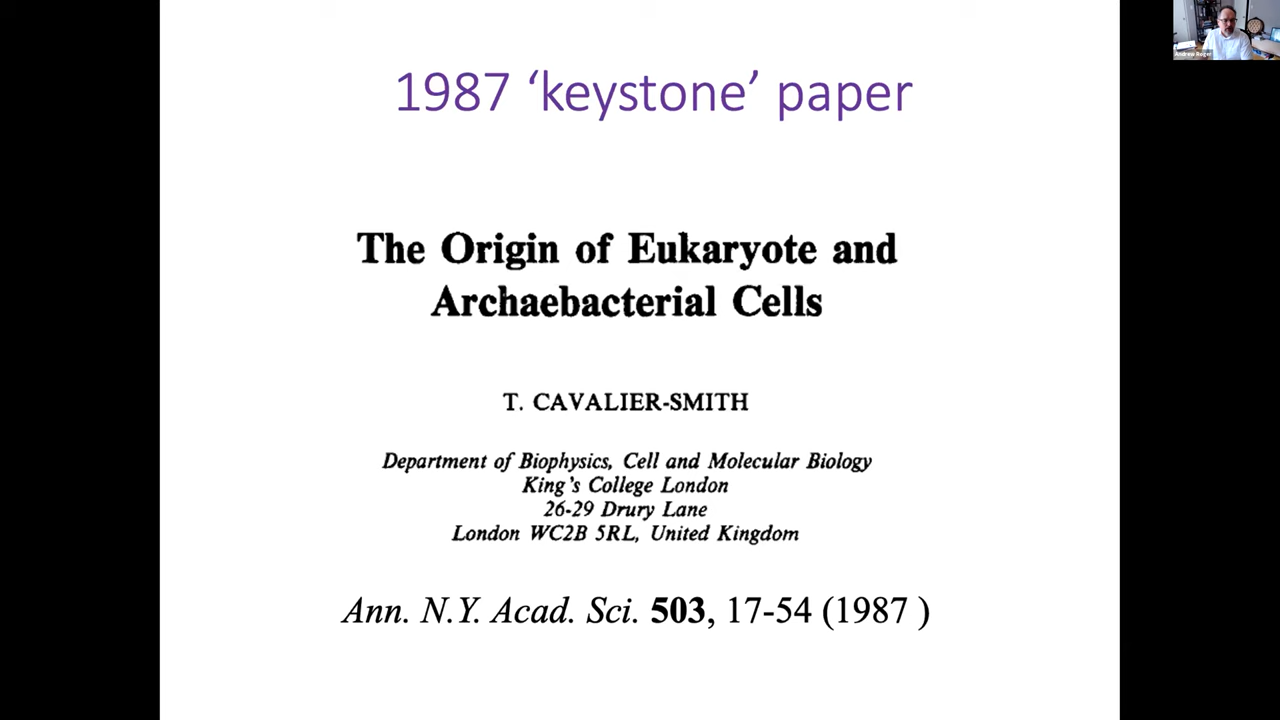 1987 ‘keystone’ paper
The Origin of Eukaryote and
Archaebacterial Cells
T. CAVALIER-SMITH
Department of Biophysics, Cell and Molecular Biology
King's College London
26-29 Drury Lane
London WC2B 5RL, United Kingdom
Ann. N.Y. Acad. Sci. 503, 17-54 (1987 )
Andrew Roger